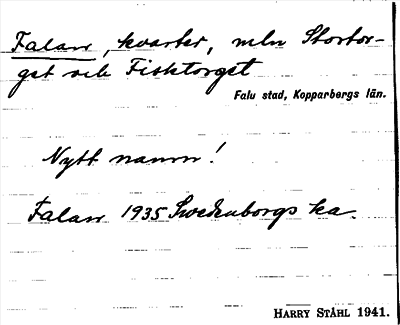 Falan, kvarter, mln Stortor-
get och Fisktorget
Falu stad, Kopparbergs län.
Nytt namn!
Falan 1935 Swedenborgs ka.
HARRY STÅHL 1941.